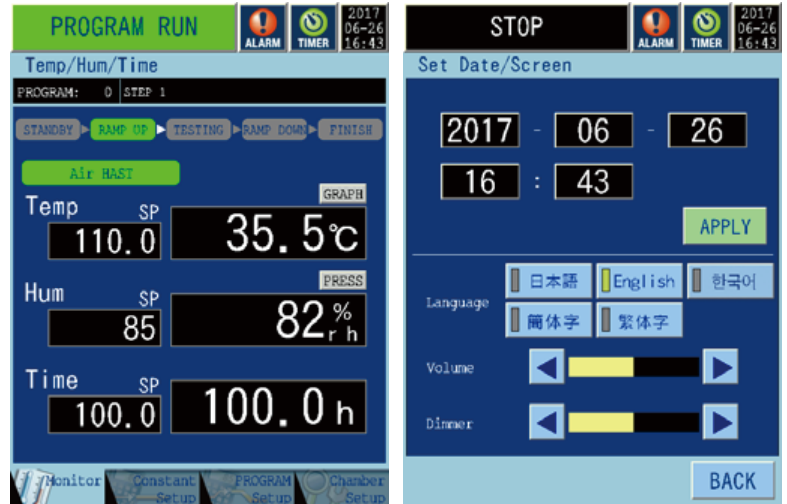 PROGRAM RUN
ALARM
TIMER
2017
06-26
16:43
Temp/Hum/Time
PROGRAM: 0 STEP 1
STANDBY RAMP UP TESTING RAMP DOWN FINISH
Air HAST
GRAPH
Temp SP
110.0 35.5℃
PRESS
Hum SP
85 82%rh
Time SP
100.0 100.0h
Monitor
Constant Setup
PROGRAM Setup
Chamber Setup
STOP
ALARM
TIMER
2017
06-26
16:43
Set Date/Screen
2017 - 06 - 26
16 : 43
APPLY
Language
日本語 English 한국어
簡体字 繁体字
Volume
Dimmer
BACK